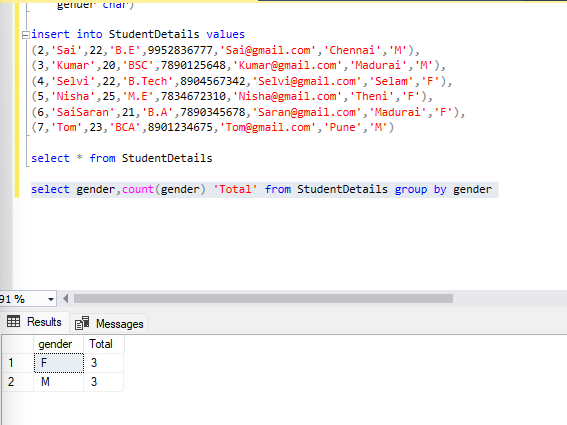 gender char)
insert into StudentDetails values
(2,'Sai',22,'B.E',9952836777,'Sai@gmail.com','Chennai','M'),
(3,'Kumar',20,'BSC',7890125648,'Kumar@gmail.com','Madurai','M'),
(4,'Selvi',22,'B.Tech',8904567342,'Selvi@gmail.com','Selam','F'),
(5,'Nisha',25,'M.E',7834672310,'Nisha@gmail.com','Theni','F'),
(6,'SaiSaran',21,'B.A',7890345678,'Saran@gmail.com','Madurai','F'),
(7,'Tom',23,'BCA',8901234675,'Tom@gmail.com','Pune','M')
select * from StudentDetails
select gender,count(gender) 'Total' from StudentDetails group by gender
91 %
Results Messages
gender Total
1 F 3
2 M 3